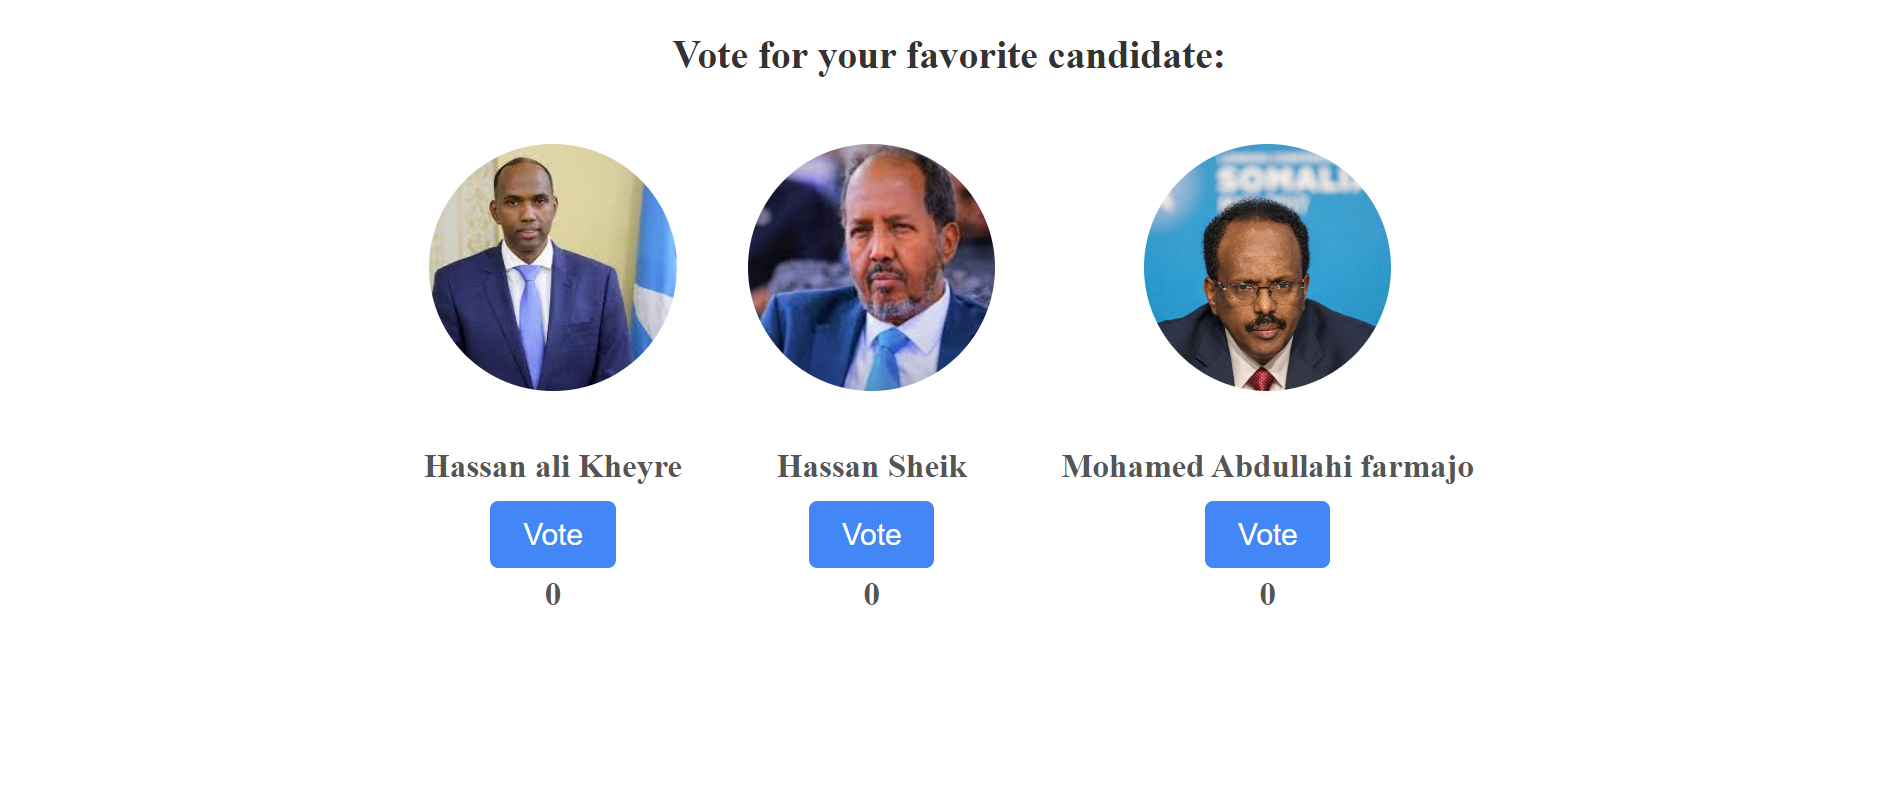 Vote for your favorite candidate:
SOMALI
Hassan ali Kheyre
Hassan Sheik
Mohamed Abdullahi farmajo
Vote
Vote
Vote
0
0
0